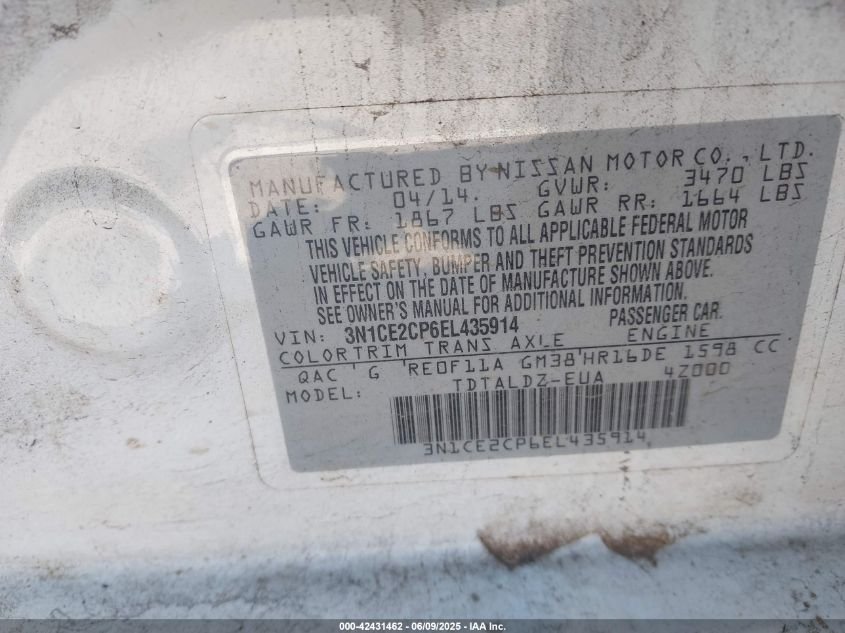 MANUFACTURED BY NISSAN MOTOR CO., LTD.
DATE: 04/14. GVWR: 3470 LBS
GAWR FR: 1867 LBS GAWR RR: 1664 LBS
THIS VEHICLE CONFORMS TO ALL APPLICABLE FEDERAL MOTOR
VEHICLE SAFETY, BUMPER AND THEFT PREVENTION STANDARDS
IN EFFECT ON THE DATE OF MANUFACTURE SHOWN ABOVE.
SEE OWNER'S MANUAL FOR ADDITIONAL INFORMATION.
VIN: 3N1CE2CP6EL435914 PASSENGER CAR.
COLOR TRIM TRANS AXLE ENGINE
QAC G RE0F11A GM38 HR16DE 1598 CC
MODEL: TDTALDZ-EUA 4Z000
3N1CE2CP6EL435914
000-42431462 - 06/09/2025 - IAA Inc.